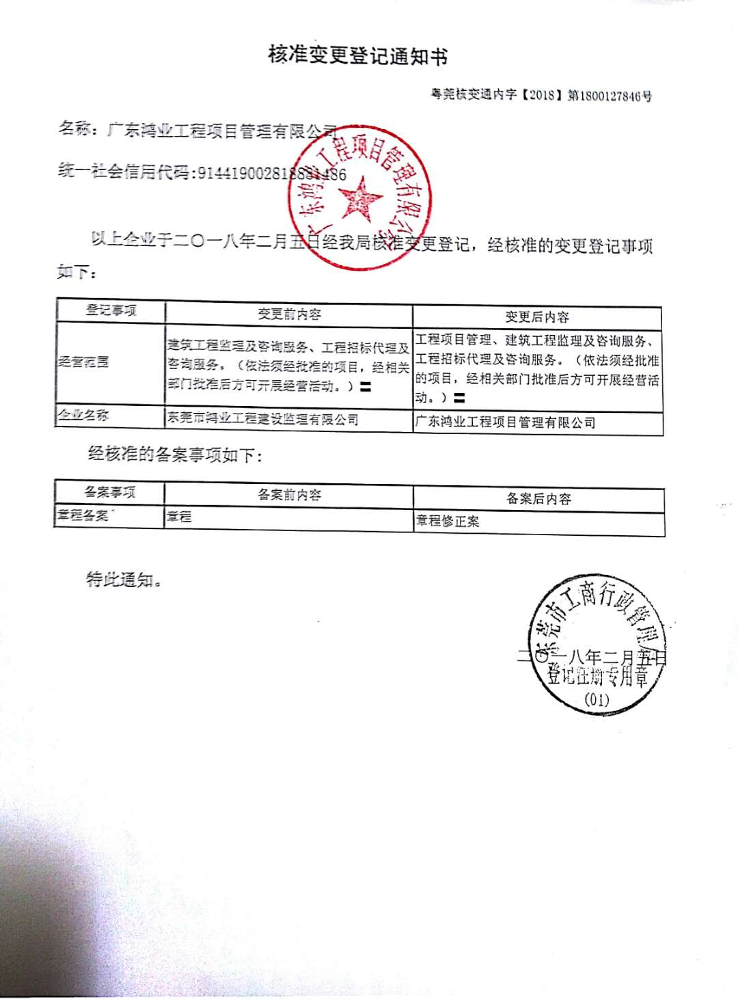 核准变更登记通知书
粤莞核变通内字【2018】第1800127846号
名称：广东鸿业工程项目管理有限公司
统一社会信用代码:914419002818881486
广东鸿业工程项目管理有限公司
以上企业于二〇一八年二月五日经我局核准变更登记，经核准的变更登记事项
如下：
登记事项 变更前内容 变更后内容
经营范围
建筑工程监理及咨询服务、工程招标代理及
咨询服务。（依法须经批准的项目，经相关
部门批准后方可开展经营活动。）〓
工程项目管理、建筑工程监理及咨询服务、
工程招标代理及咨询服务。（依法须经批准
的项目，经相关部门批准后方可开展经营活
动。）〓
企业名称 东莞市鸿业工程建设监理有限公司 广东鸿业工程项目管理有限公司
经核准的备案事项如下：
备案事项 备案前内容 备案后内容
章程备案 章程 章程修正案
特此通知。
东莞市工商行政管理局
二〇一八年二月五日
登记注册专用章
(01)